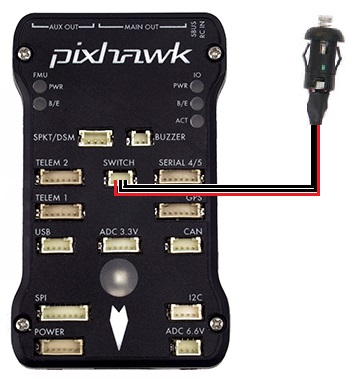 AUX OUT
MAIN OUT
SBUS
RC IN
pixhawk
FMU
IO
PWR
PWR
B/E
B/E
ACT
SPKT/DSM
BUZZER
TELEM 2
SWITCH
SERIAL 4/5
TELEM 1
GPS
USB
ADC 3.3V
CAN
SPI
I2C
POWER
ADC 6.6V